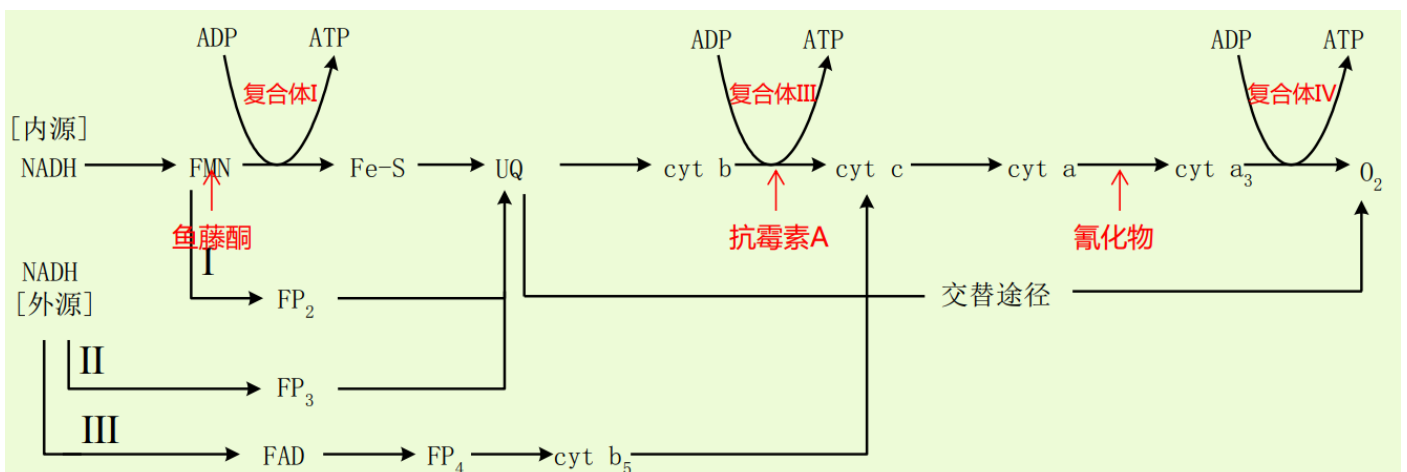 ADP ATP ADP ATP ADP ATP
复合体I 复合体III 复合体IV
[内源]
NADH FMN Fe-S UQ cyt b cyt c cyt a cyt a₃ O₂
鱼藤酮 抗霉素A 氰化物
I
NADH
[外源] FP₂ 交替途径
II
FP₃
III
FAD FP₄ cyt b₅